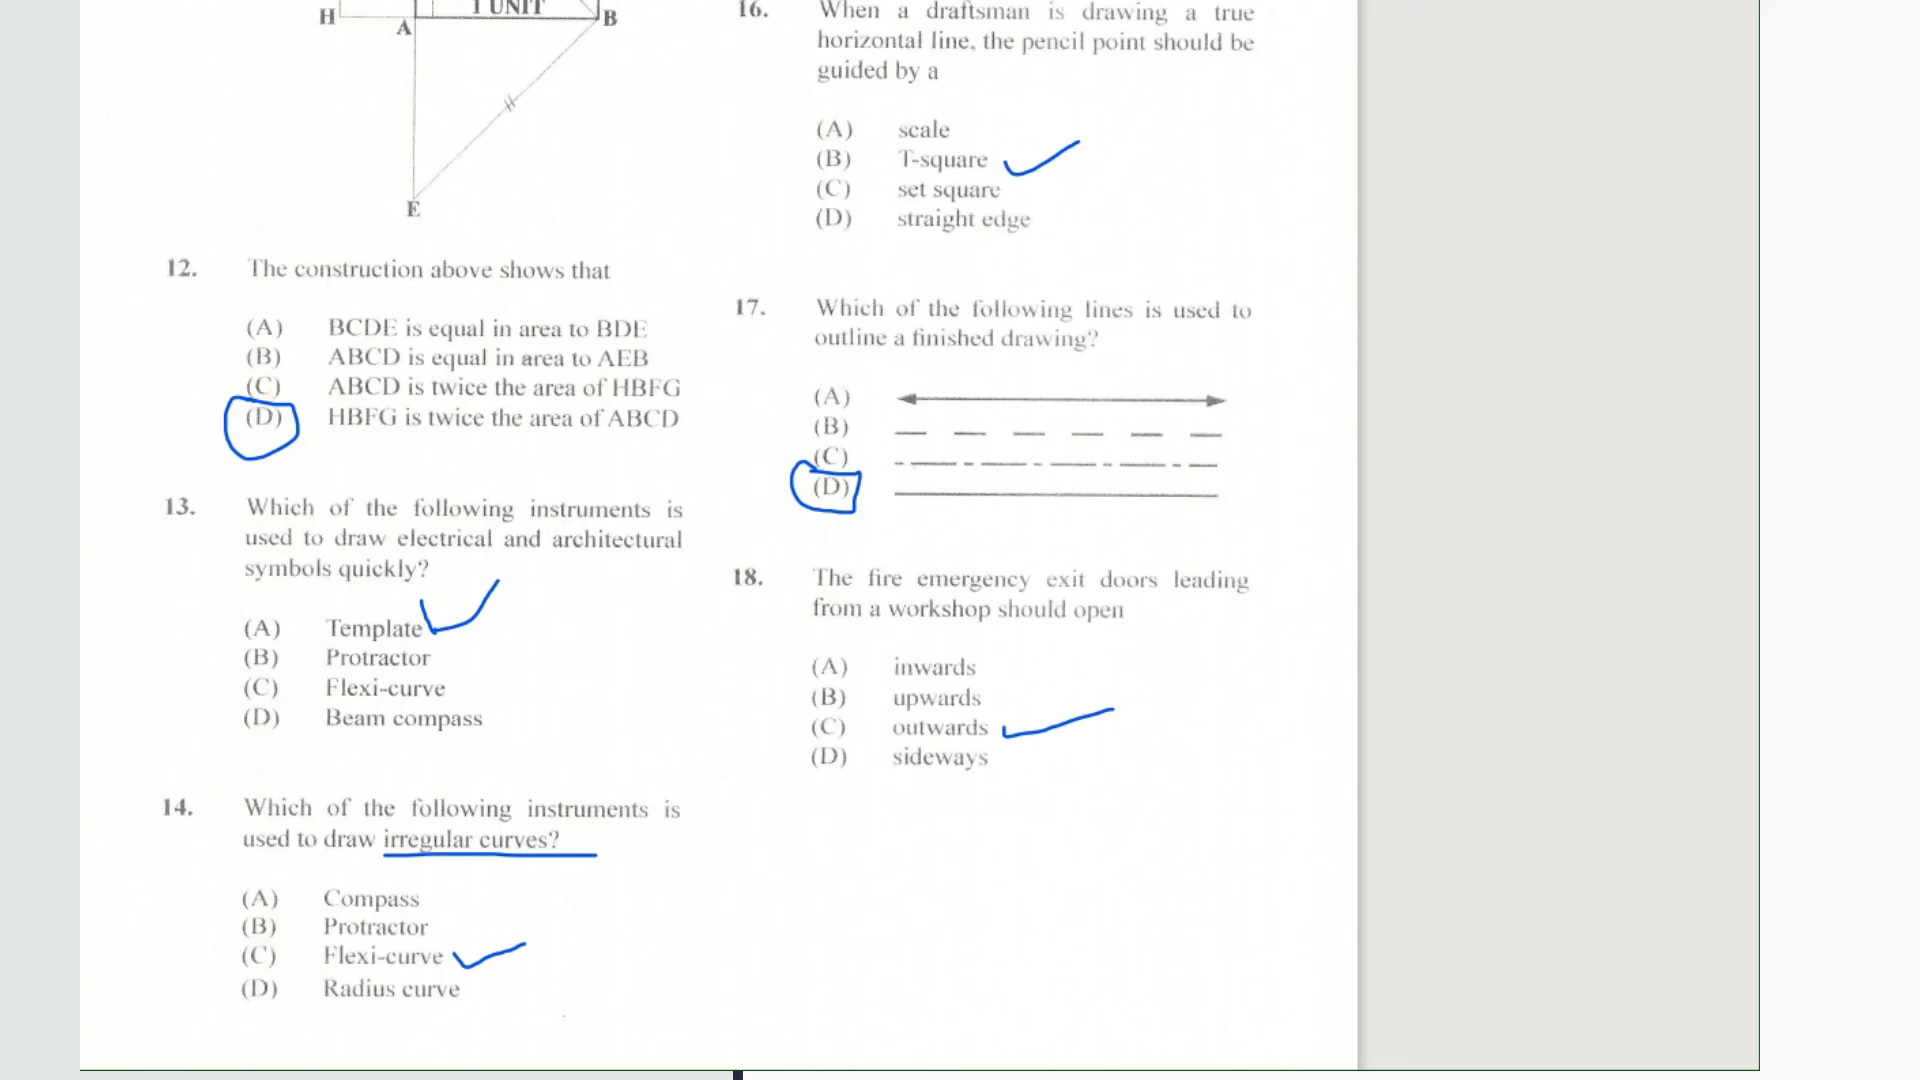 H
A
1 UNIT
B
E
12. The construction above shows that
(A) BCDE is equal in area to BDE
(B) ABCD is equal in area to AEB
(C) ABCD is twice the area of HBFG
(D) HBFG is twice the area of ABCD
13. Which of the following instruments is
used to draw electrical and architectural
symbols quickly?
(A) Template
(B) Protractor
(C) Flexi-curve
(D) Beam compass
14. Which of the following instruments is
used to draw irregular curves?
(A) Compass
(B) Protractor
(C) Flexi-curve
(D) Radius curve
16. When a draftsman is drawing a true
horizontal line, the pencil point should be
guided by a
(A) scale
(B) T-square
(C) set square
(D) straight edge
17. Which of the following lines is used to
outline a finished drawing?
(A)
(B)
(C)
(D)
18. The fire emergency exit doors leading
from a workshop should open
(A) inwards
(B) upwards
(C) outwards
(D) sideways